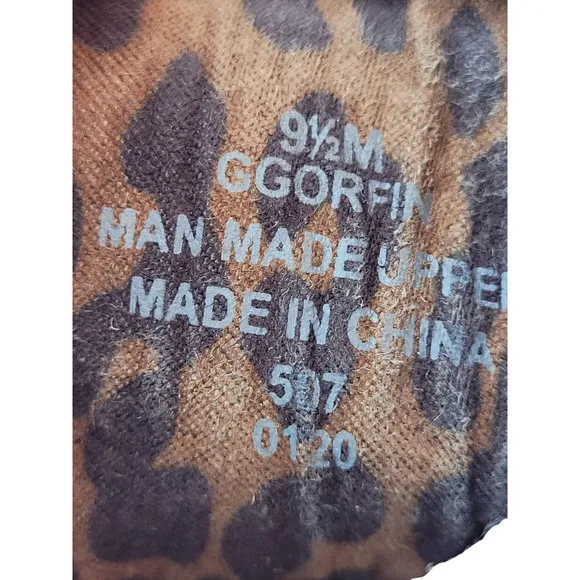 9½M
GGORFIN
MAN MADE UPPER
MADE IN CHINA
507
0120